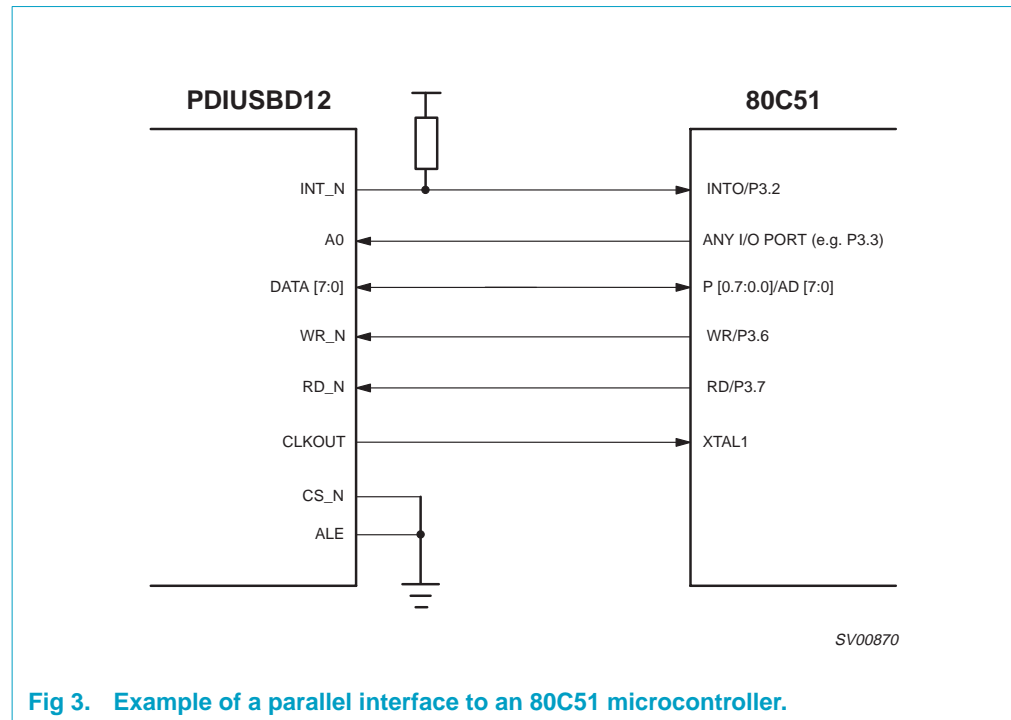 PDIUSBD12
80C51
INT_N
INTO/P3.2
A0
ANY I/O PORT (e.g. P3.3)
DATA [7:0]
P [0.7:0.0]/AD [7:0]
WR_N
WR/P3.6
RD_N
RD/P3.7
CLKOUT
XTAL1
CS_N
ALE
SV00870
Fig 3. Example of a parallel interface to an 80C51 microcontroller.